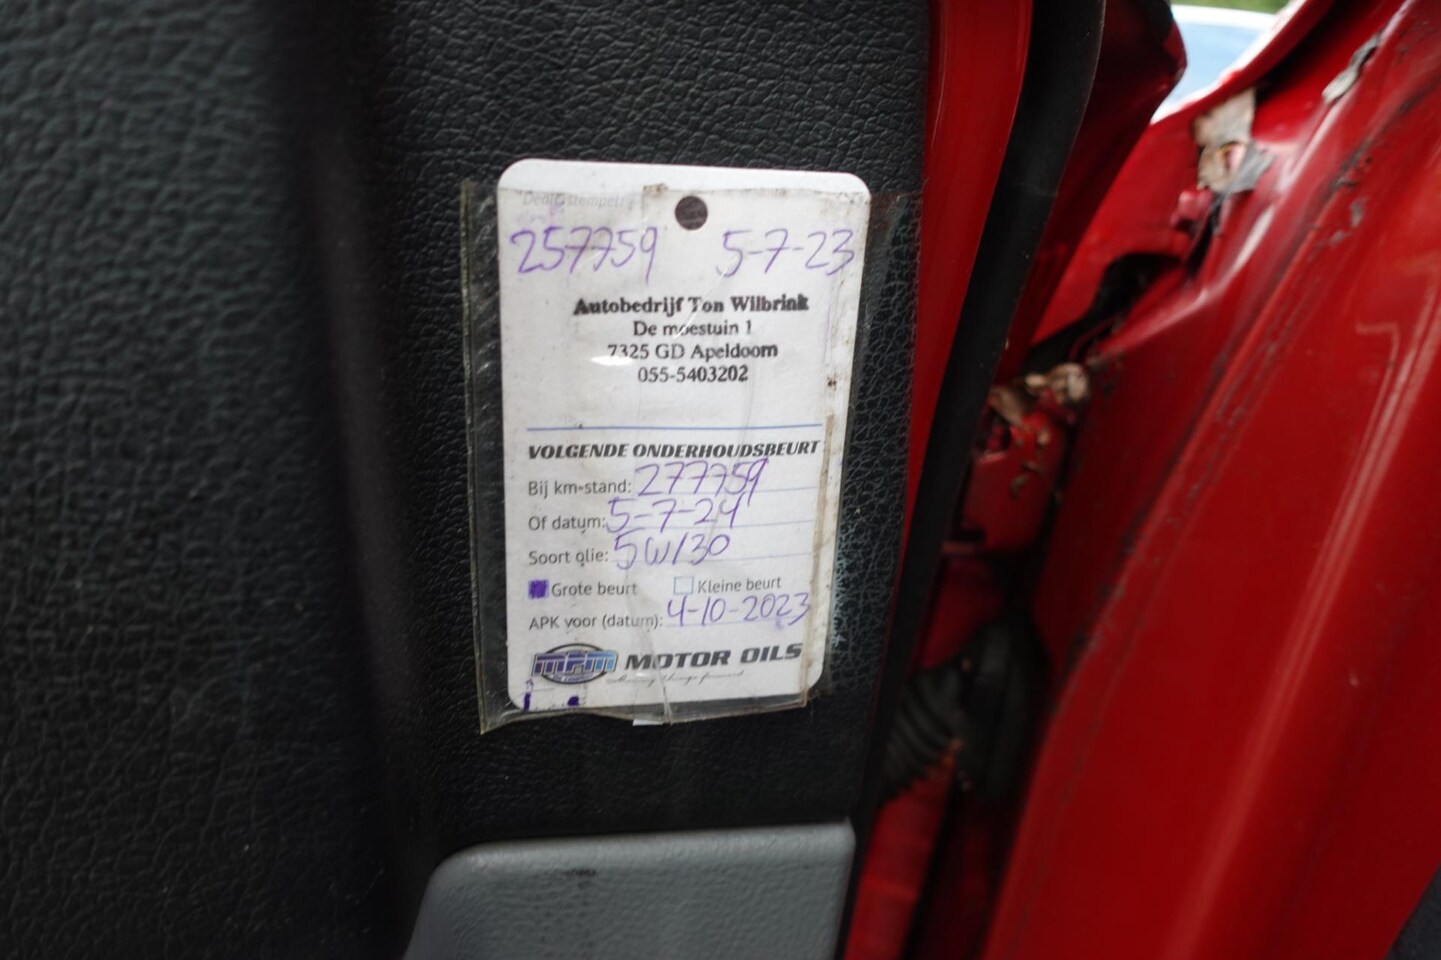 Dealerstempel:
257759 5-7-23
Autobedrijf Ton Wilbrink
De moestuin 1
7325 GD Apeldoorn
055-5403202
VOLGENDE ONDERHOUDSBEURT
Bij km-stand: 277759
Of datum: 5-7-24
Soort olie: 5W/30
Grote beurt Kleine beurt
APK voor (datum): 4-10-2023
MPM MOTOR OILS